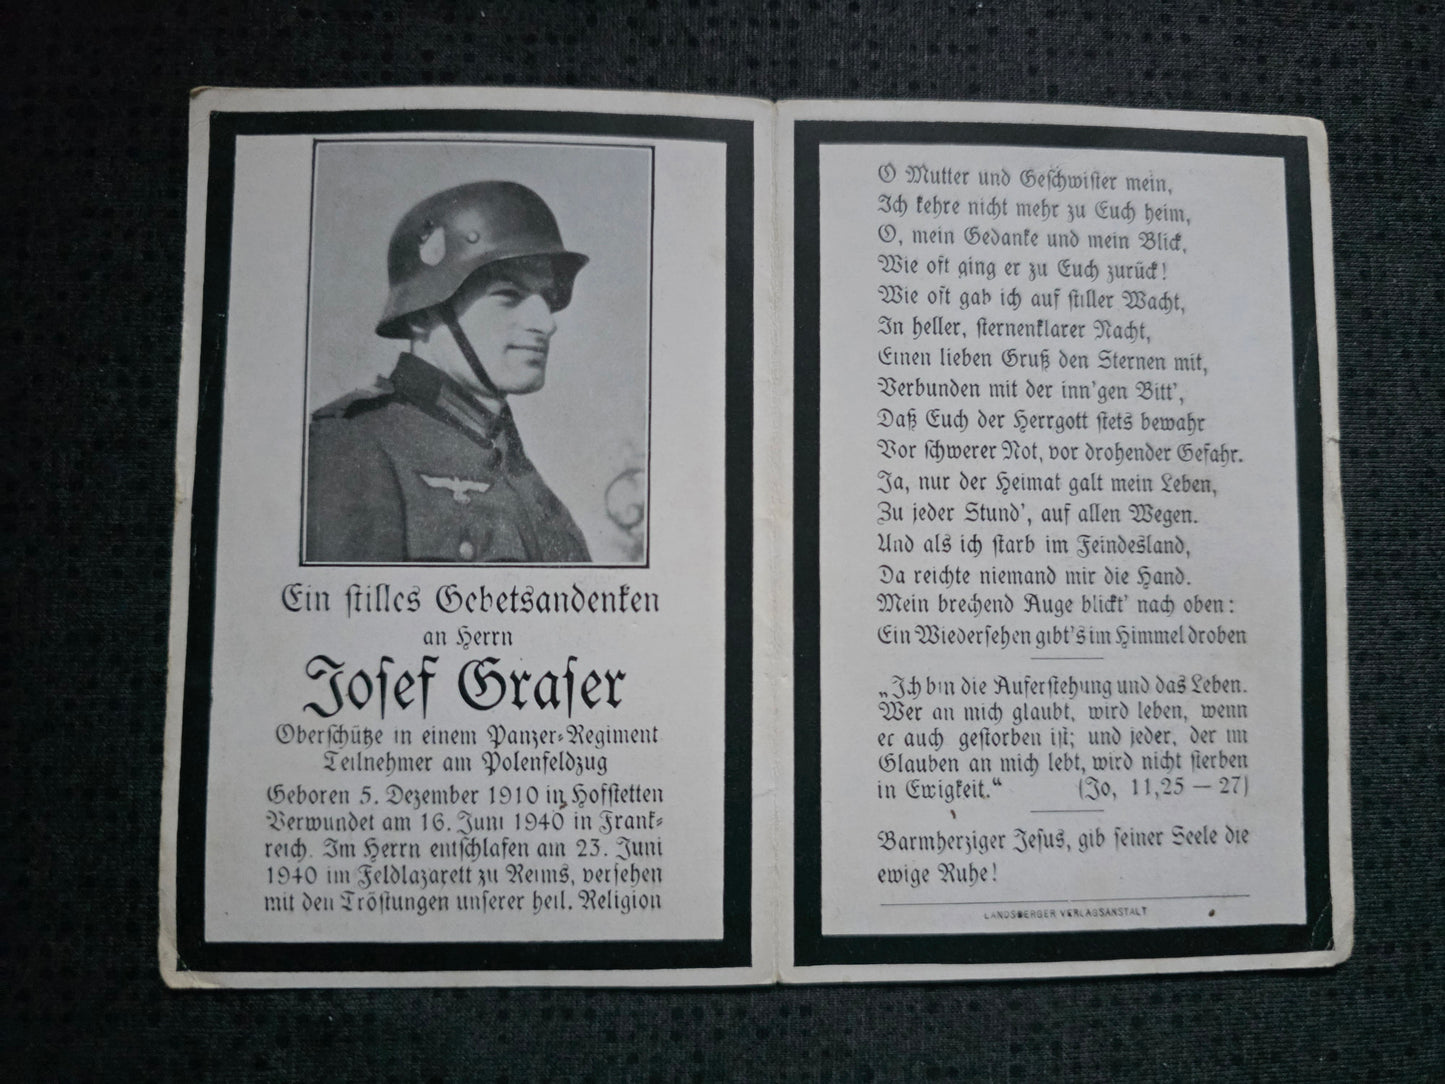 Ein stilles Gebetsandenken
an Herrn
Josef Graser
Oberschütze in einem Panzer-Regiment
Teilnehmer am Polenfeldzug
Geboren 5. Dezember 1910 in Hofstetten
Verwundet am 16. Juni 1940 in Frank-
reich. Im Herrn entschlafen am 23. Juni
1940 im Feldlazarett zu Reims, versehen
mit den Tröstungen unserer heil. Religion
O Mutter und Geschwister mein,
Ich kehre nicht mehr zu Euch heim,
O, mein Gedanke und mein Blick,
Wie oft ging er zu Euch zurück!
Wie oft gab ich auf stiller Wacht,
In heller, sternenklarer Nacht,
Einen lieben Gruß den Sternen mit,
Verbunden mit der inn'gen Bitt',
Daß Euch der Herrgott stets bewahr
Vor schwerer Not, vor drohender Gefahr.
Ja, nur der Heimat galt mein Leben,
Zu jeder Stund', auf allen Wegen.
Und als ich starb im Feindesland,
Da reichte niemand mir die Hand.
Mein brechend Auge blickt' nach oben:
Ein Wiedersehen gibt's im Himmel droben
„Ich bin die Auferstehung und das Leben.
Wer an mich glaubt, wird leben, wenn
er auch gestorben ist; und jeder, der im
Glauben an mich lebt, wird nicht sterben
in Ewigkeit.“ (Jo, 11,25 — 27)
Barmherziger Jesus, gib seiner Seele die
ewige Ruhe!
LANDSBERGER VERLAGSANSTALT